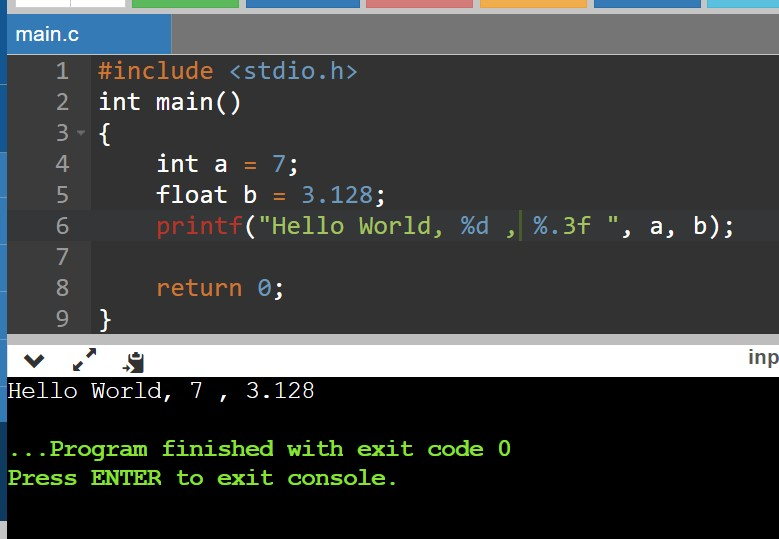 main.c
1 #include <stdio.h>
2 int main()
3 {
4     int a = 7;
5     float b = 3.128;
6     printf("Hello World, %d , %.3f ", a, b);
7
8     return 0;
9 }
inp
Hello World, 7 , 3.128
...Program finished with exit code 0
Press ENTER to exit console.